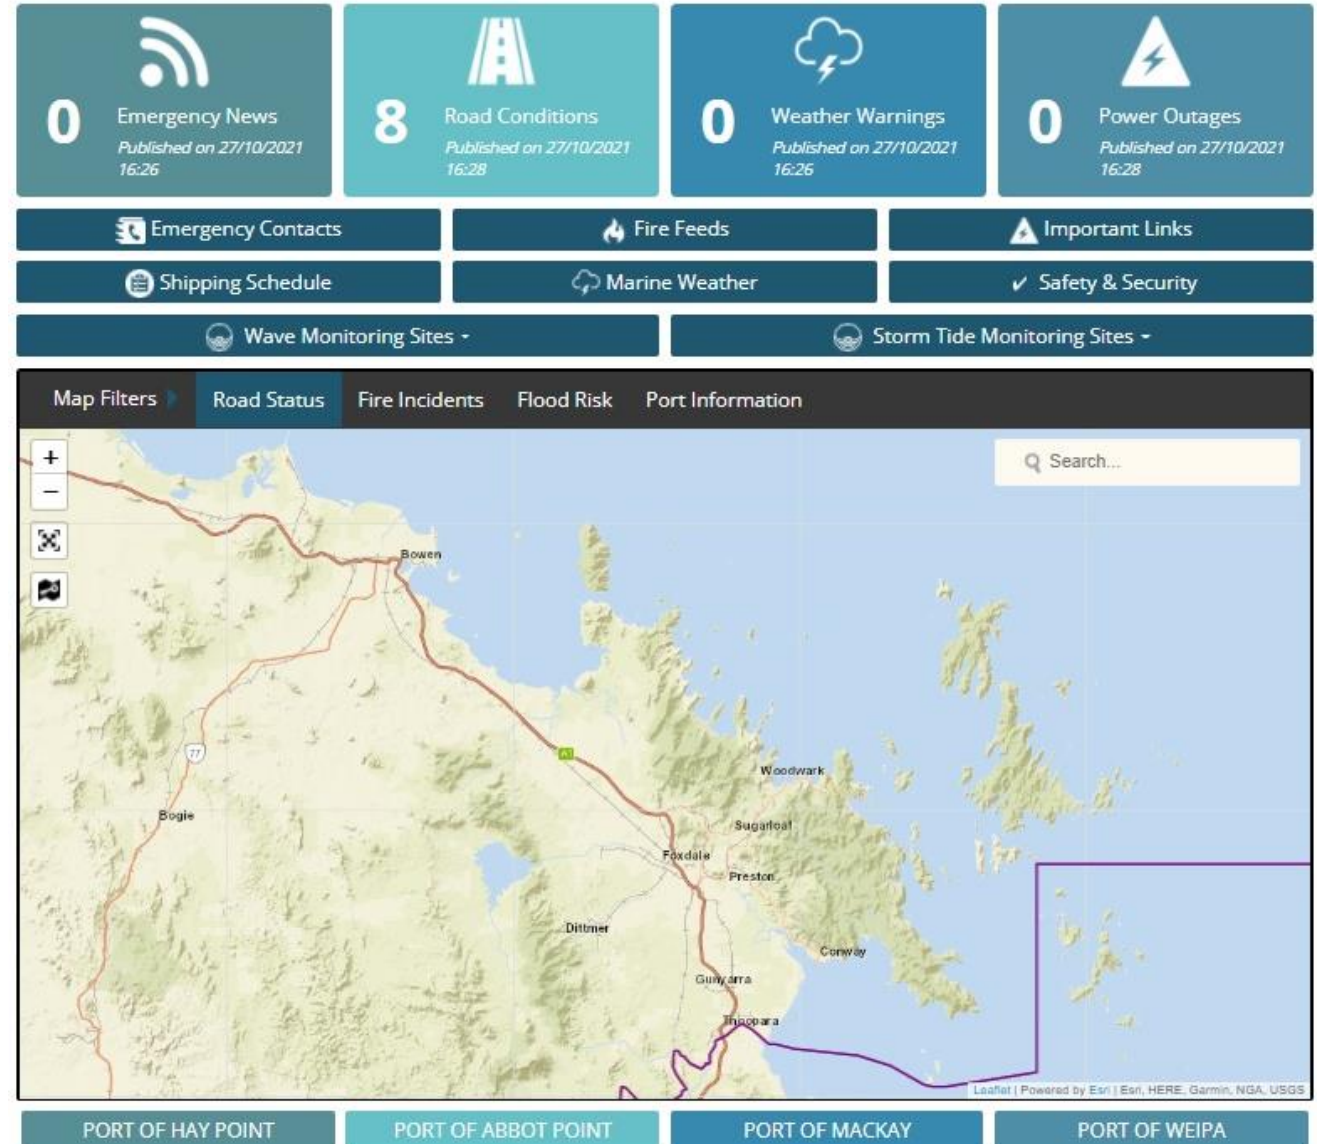 0
Emergency News
Published on 27/10/2021
16:26
8
Road Conditions
Published on 27/10/2021
16:28
0
Weather Warnings
Published on 27/10/2021
16:26
0
Power Outages
Published on 27/10/2021
16:28
Emergency Contacts
Fire Feeds
Important Links
Shipping Schedule
Marine Weather
Safety & Security
Wave Monitoring Sites
Storm Tide Monitoring Sites
Map Filters
Road Status
Fire Incidents
Flood Risk
Port Information
+
−
Search...
Bowen
A1
77
Woodwark
Bogie
Sugarloaf
Foxdale
Preston
Dittmer
Conway
Gunyarra
Thoopara
Leaflet | Powered by Esri | Esri, HERE, Garmin, NGA, USGS
PORT OF HAY POINT
PORT OF ABBOT POINT
PORT OF MACKAY
PORT OF WEIPA